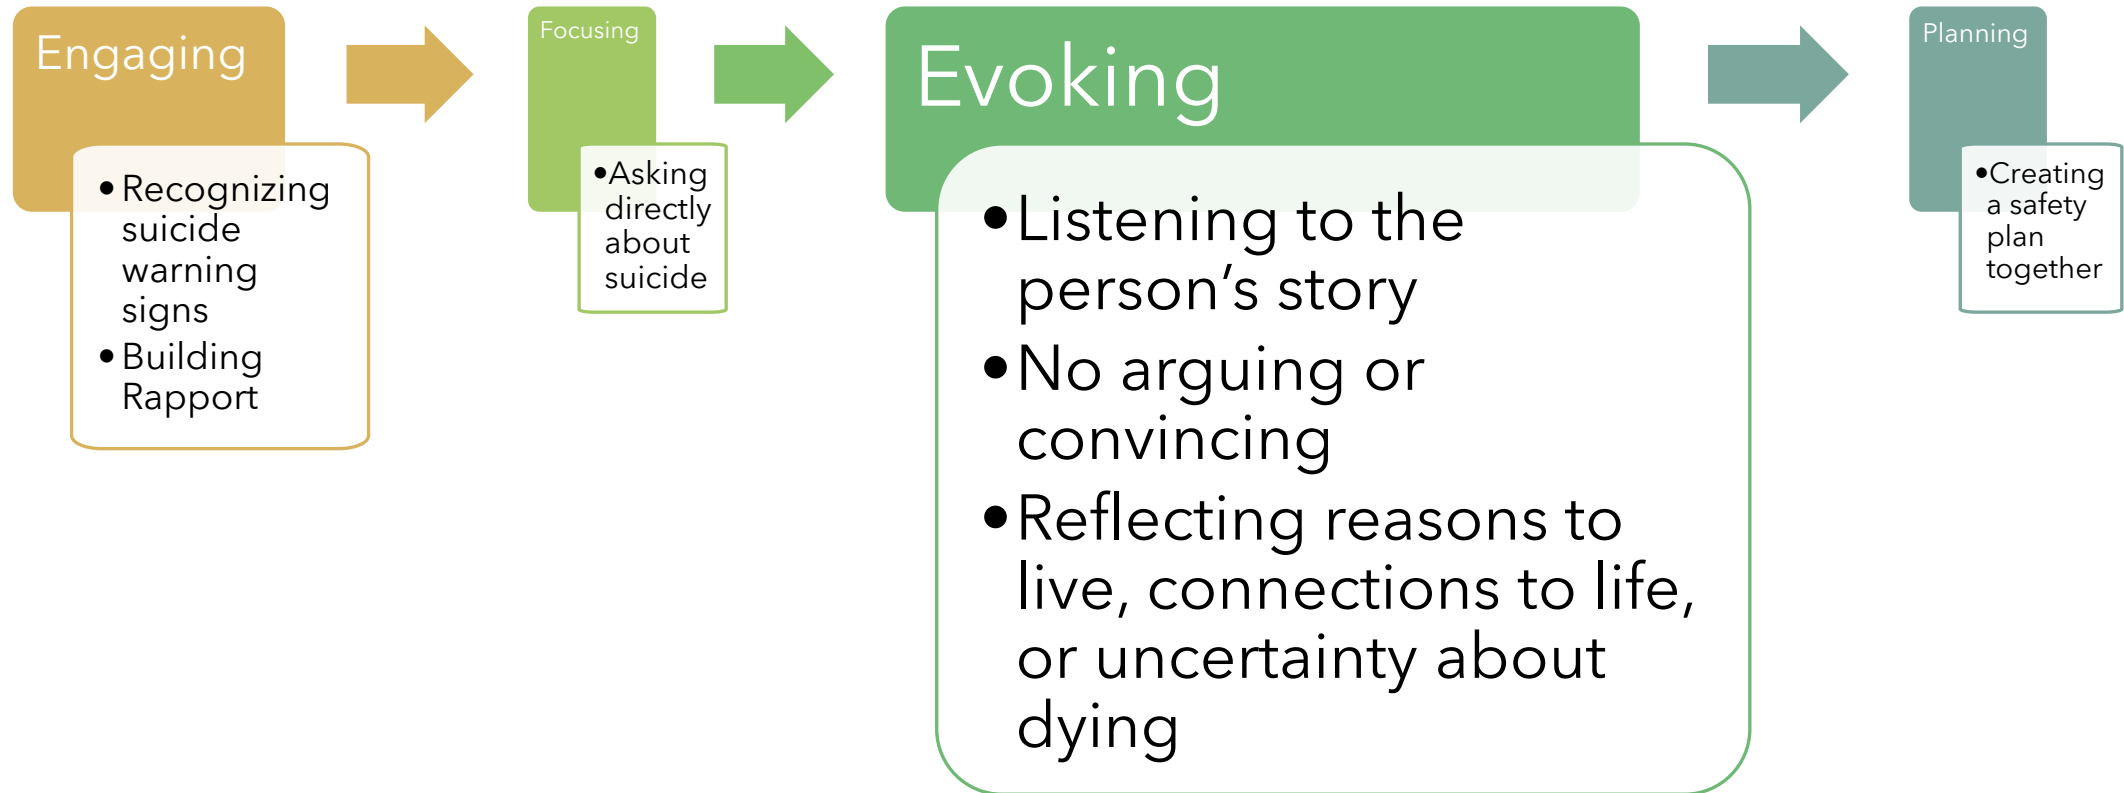 Engaging
•Recognizing
suicide
warning
signs
•Building
Rapport
Focusing
•Asking
directly
about
suicide
Evoking
•Listening to the
person’s story
•No arguing or
convincing
•Reflecting reasons to
live, connections to life,
or uncertainty about
dying
Planning
•Creating
a safety
plan
together